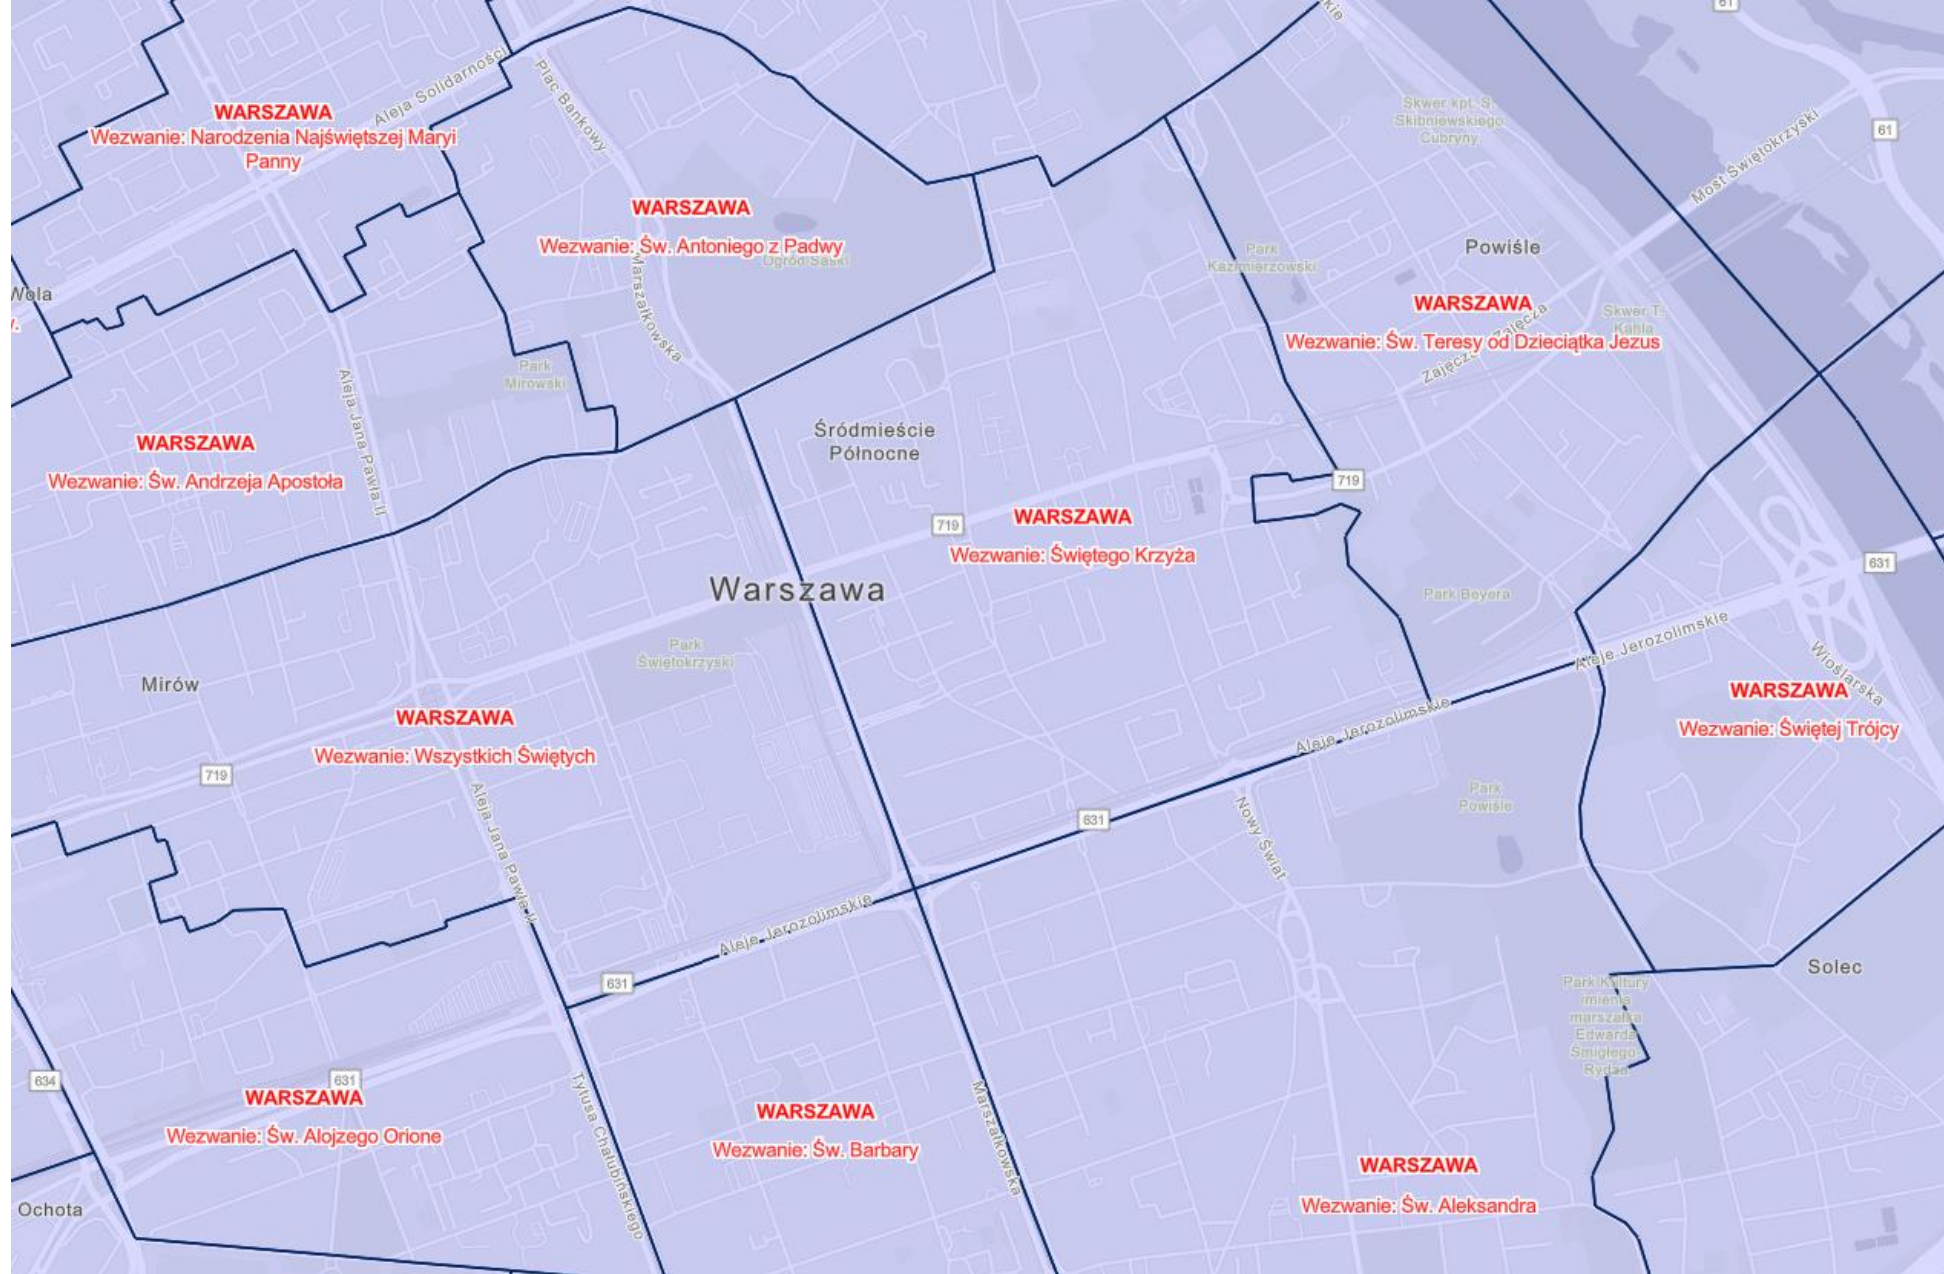 61
kie
Skwer kpt. S.
Skibniewskiego
Cubryny
WARSZAWA
Wezwanie: Narodzenia Najświętszej Maryi
Panny
Aleja Solidarności
Plac Bankowy
61
Most Świętokrzyski
WARSZAWA
Wezwanie: Św. Antoniego z Padwy
Ogród Saski
Marszałkowska
Park
Kazimierzowski
Powiśle
WARSZAWA
Wezwanie: Św. Teresy od Dzieciątka Jezus
Zajęcza
Zajęcza
Skwer T.
Kahla
Wola
w.
Park
Mirowski
Aleja Jana Pawła II
WARSZAWA
Wezwanie: Św. Andrzeja Apostoła
Śródmieście
Północne
719
719
WARSZAWA
Wezwanie: Świętego Krzyża
631
Warszawa
Park Beyera
Park
Świętokrzyski
Aleje Jerozolimskie
Wioślarska
Mirów
WARSZAWA
Wezwanie: Wszystkich Świętych
719
Aleje Jerozolimskie
WARSZAWA
Wezwanie: Świętej Trójcy
Park
Powiśle
631
Nowy Świat
Aleja Jana Pawła II
Aleje Jerozolimskie
631
Solec
Park Kultury
imienia
marszałka
Edwarda
Śmigłego-
Rydza
634
631
WARSZAWA
Wezwanie: Św. Alojzego Orione
Tytusa Chałubińskiego
WARSZAWA
Wezwanie: Św. Barbary
Marszałkowska
WARSZAWA
Wezwanie: Św. Aleksandra
Ochota